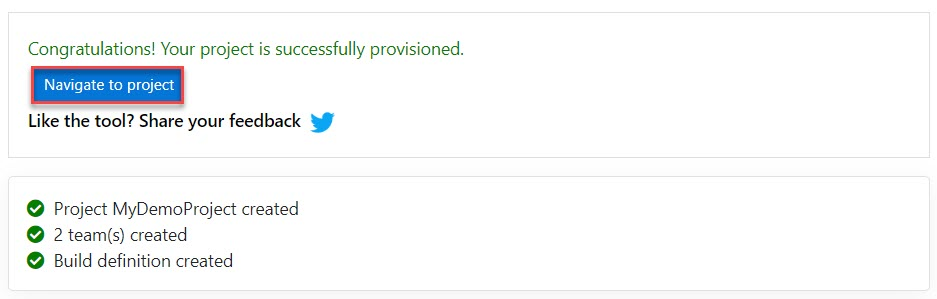 Congratulations! Your project is successfully provisioned.
Navigate to project
Like the tool? Share your feedback
Project MyDemoProject created
2 team(s) created
Build definition created